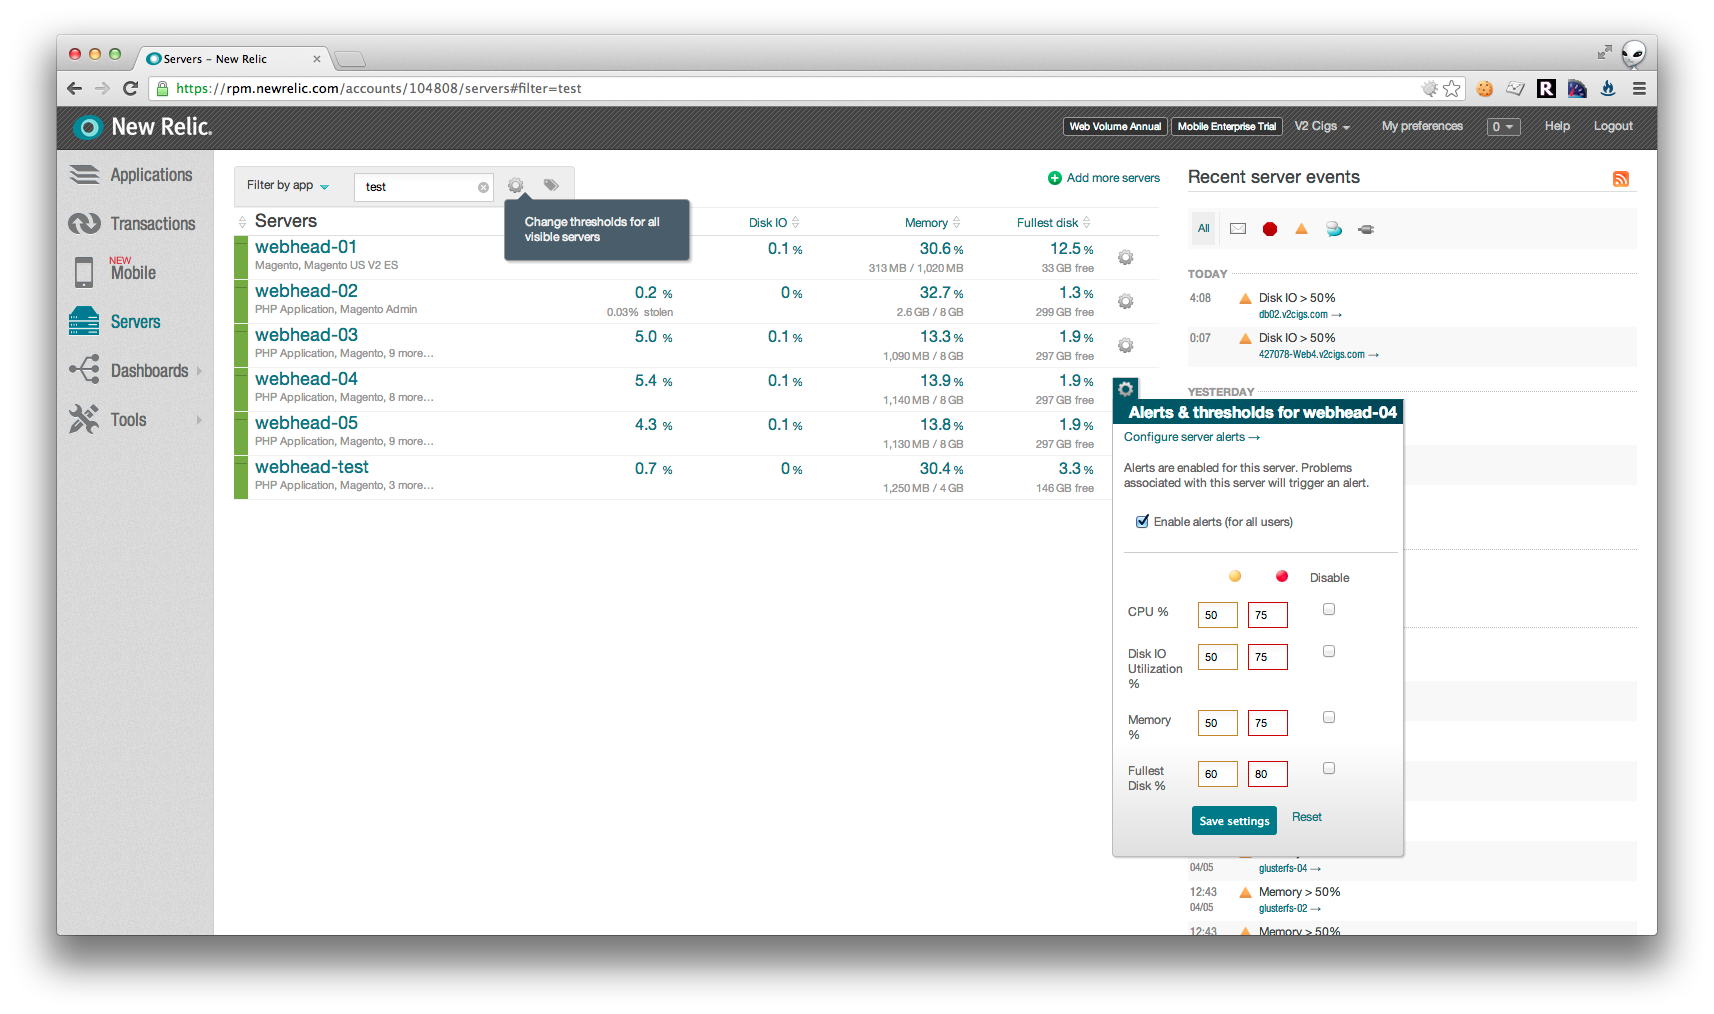 Servers – New Relic
https://rpm.newrelic.com/accounts/104808/servers#filter=test
R
New Relic.
Web Volume Annual
Mobile Enterprise Trial
V2 Cigs
My preferences
0
Help
Logout
Applications
Transactions
NEW
Mobile
Servers
Dashboards
Tools
Filter by app
test
Change thresholds for all
visible servers
Add more servers
Servers
Disk IO
Memory
Fullest disk
webhead-01
Magento, Magento US V2 ES
0.1 %
30.6 %
313 MB / 1,020 MB
12.5 %
33 GB free
webhead-02
PHP Application, Magento Admin
0.2 %
0.03% stolen
0 %
32.7 %
2.6 GB / 8 GB
1.3 %
299 GB free
webhead-03
PHP Application, Magento, 9 more...
5.0 %
0.1 %
13.3 %
1,090 MB / 8 GB
1.9 %
297 GB free
webhead-04
PHP Application, Magento, 8 more...
5.4 %
0.1 %
13.9 %
1,140 MB / 8 GB
1.9 %
297 GB free
webhead-05
PHP Application, Magento, 9 more...
4.3 %
0.1 %
13.8 %
1,130 MB / 8 GB
1.9 %
297 GB free
webhead-test
PHP Application, Magento, 3 more...
0.7 %
0 %
30.4 %
1,250 MB / 4 GB
3.3 %
146 GB free
Alerts & thresholds for webhead-04
Configure server alerts →
Alerts are enabled for this server. Problems
associated with this server will trigger an alert.
Enable alerts (for all users)
Disable
CPU %
50
75
Disk IO
Utilization
%
50
75
Memory
%
50
75
Fullest
Disk %
60
80
Save settings
Reset
Recent server events
All
TODAY
4:08
Disk IO > 50%
db02.v2cigs.com →
0:07
Disk IO > 50%
427078-Web4.v2cigs.com →
YESTERDAY
04/05
glusterfs-04 →
12:43
04/05
Memory > 50%
glusterfs-02 →
12:43
Memory > 50%